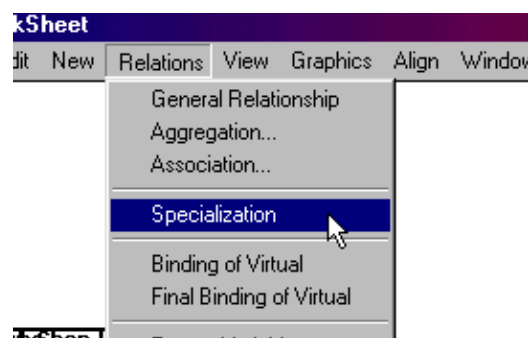 kSheet
dit New Relations View Graphics Align Window
General Relationship
Aggregation...
Association...
Specialization
Binding of Virtual
Final Binding of Virtual